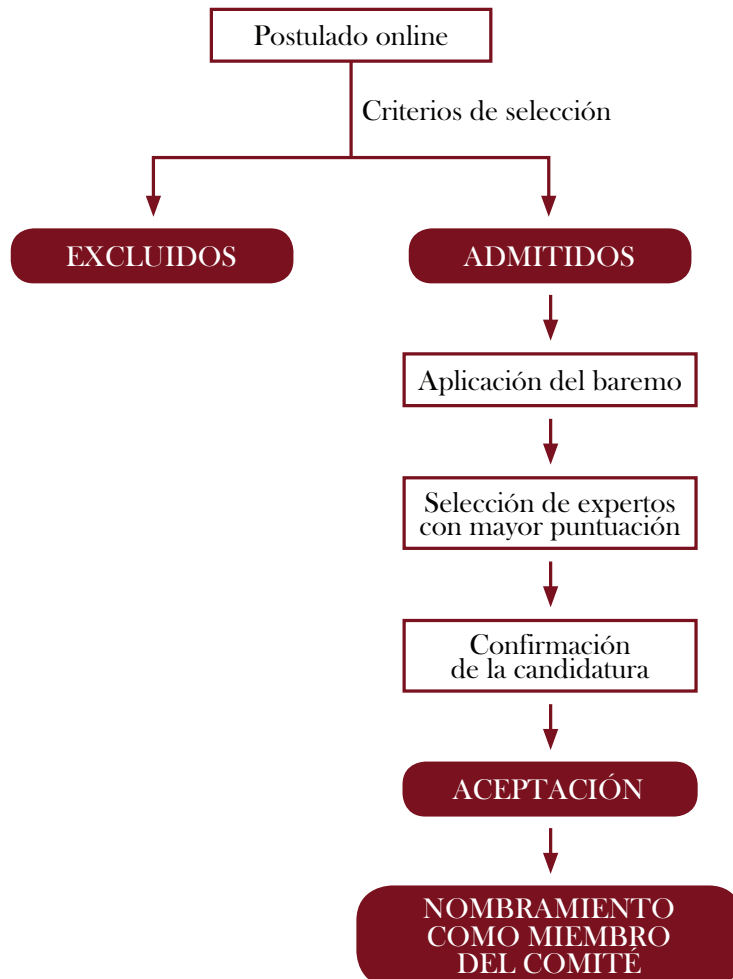 Postulado online
Criterios de selección
EXCLUIDOS
ADMITIDOS
Aplicación del baremo
Selección de expertos
con mayor puntuación
Confirmación
de la candidatura
ACEPTACIÓN
NOMBRAMIENTO
COMO MIEMBRO
DEL COMITÉ